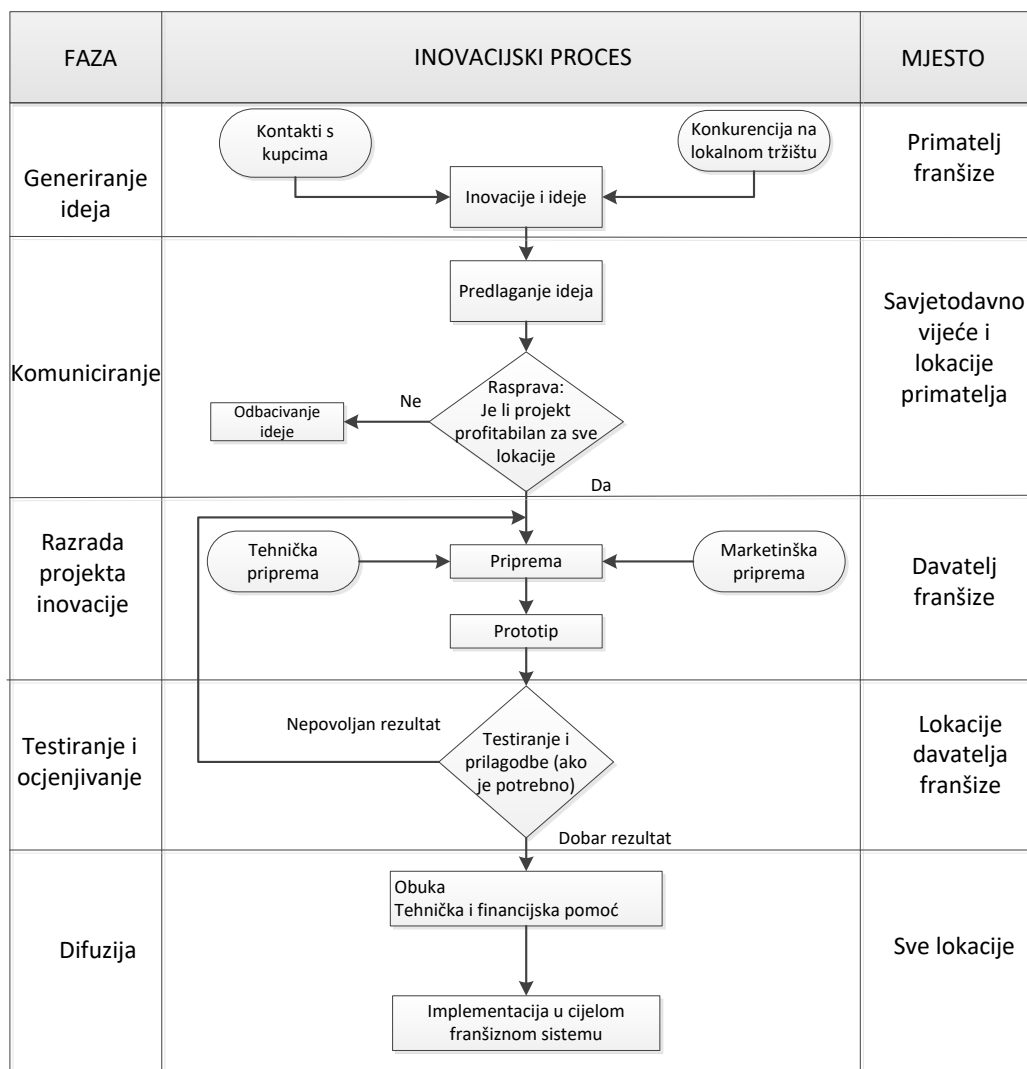 FAZA
INOVACIJSKI PROCES
MJESTO
Generiranje
ideja
Kontakti s
kupcima
Konkurencija na
lokalnom tržištu
Inovacije i ideje
Primatelj
franšize
Komuniciranje
Predlaganje ideja
Rasprava:
Je li projekt
profitabilan za sve
lokacije
Ne
Odbacivanje
ideje
Da
Savjetodavno
vijeće i
lokacije
primatelja
Razrada
projekta
inovacije
Tehnička
priprema
Priprema
Marketinška
priprema
Prototip
Davatelj
franšize
Testiranje i
ocjenjivanje
Nepovoljan rezultat
Testiranje i
prilagodbe (ako
je potrebno)
Dobar rezultat
Lokacije
davatelja
franšize
Difuzija
Obuka
Tehnička i financijska pomoć
Implementacija u cijelom
franšiznom sistemu
Sve lokacije